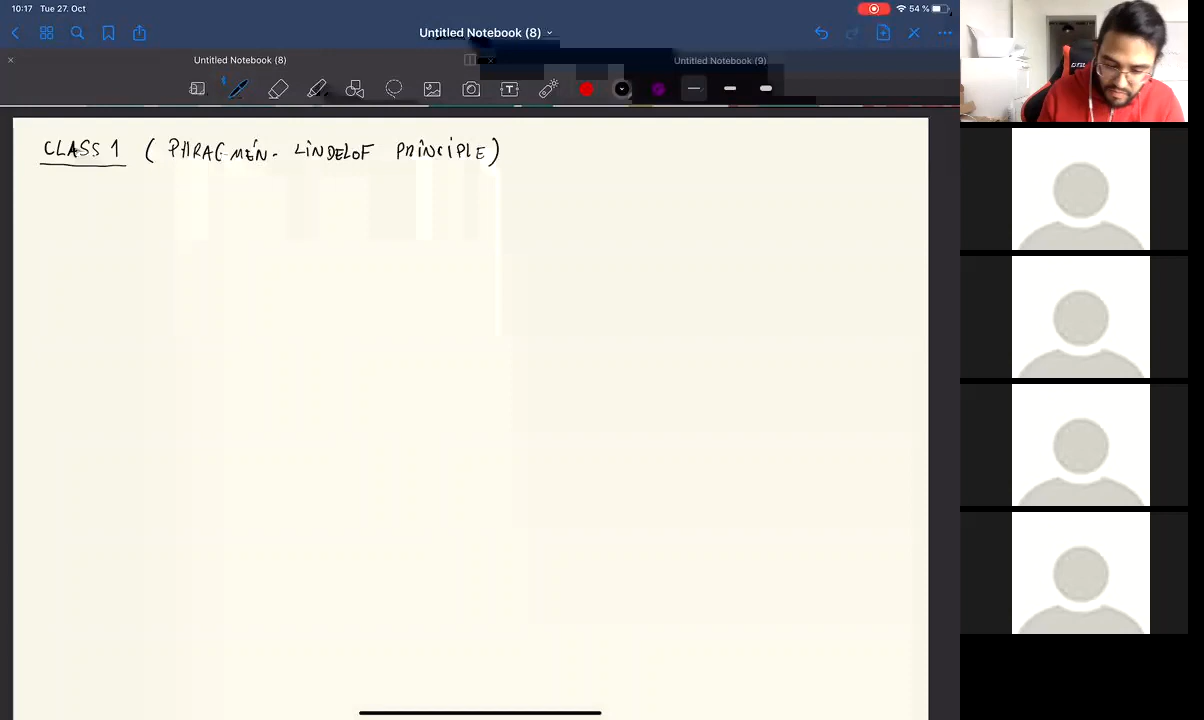 10:17 Tue 27. Oct
54 %
Untitled Notebook (8)
Untitled Notebook (8)
Untitled Notebook (9)
T
CLASS 1 ( PHRAGMÉN - LINDELOF PRINCIPLE )